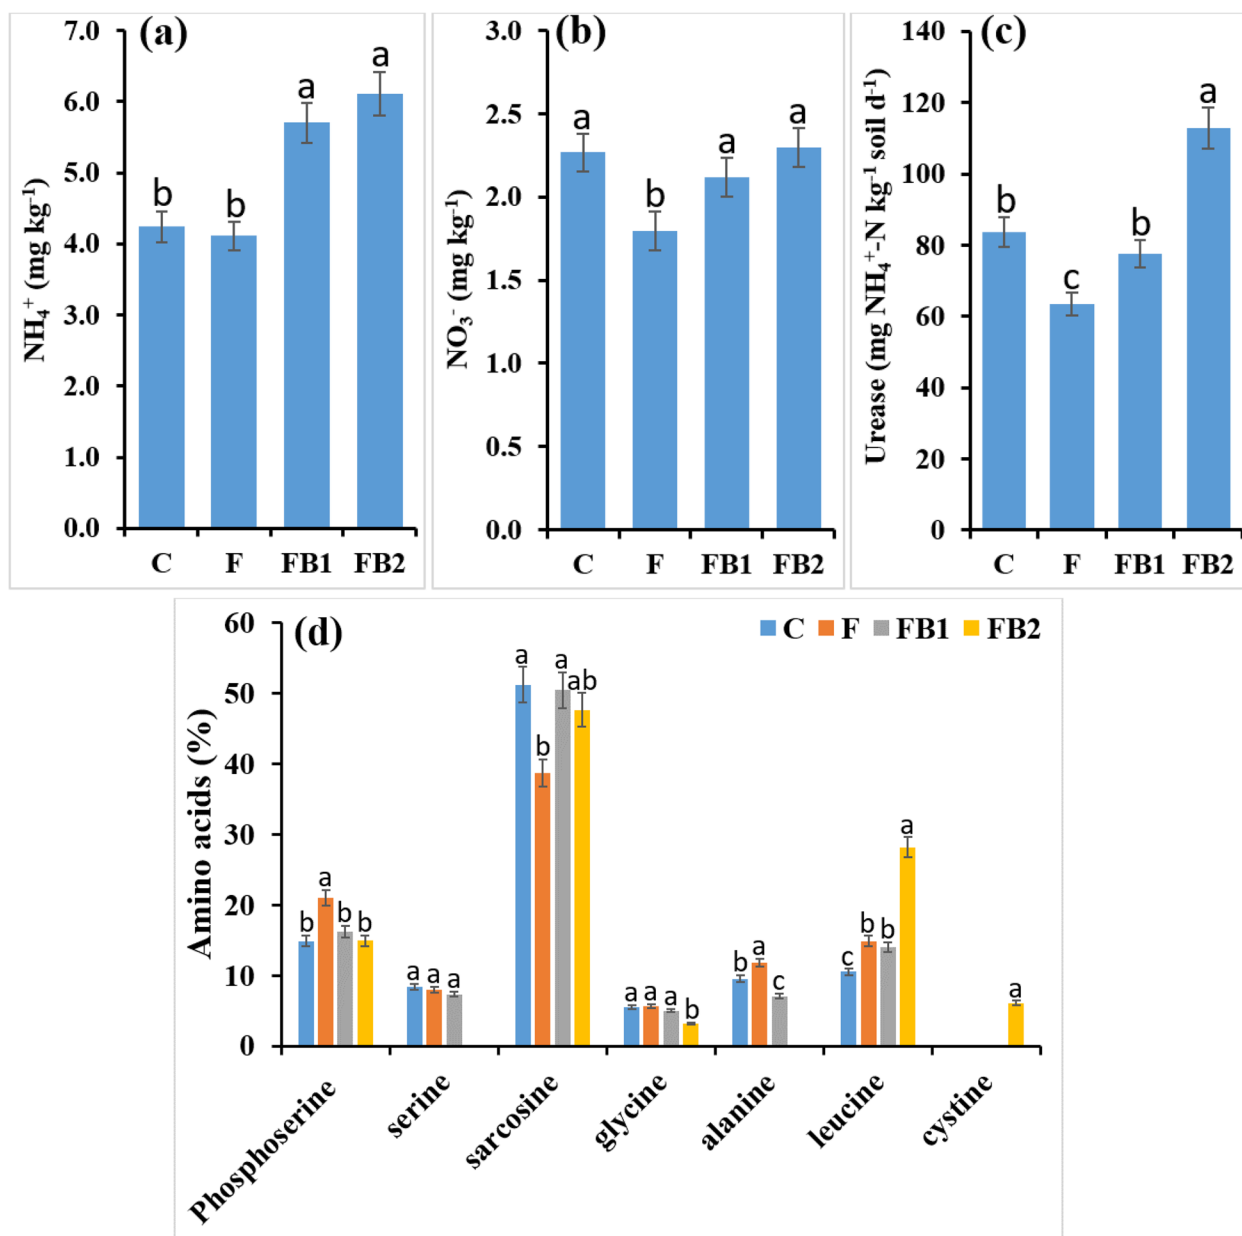 (a)
NH₄⁺ (mg kg⁻¹)
7.0
6.0
5.0
4.0
3.0
2.0
1.0
0.0
b
b
a
a
C F FB1 FB2
(b)
NO₃⁻ (mg kg⁻¹)
3.0
2.5
2.0
1.5
1.0
0.5
0.0
a
b
a
a
C F FB1 FB2
(c)
Urease (mg NH₄⁺-N kg⁻¹ soil d⁻¹)
140
120
100
80
60
40
20
0
b
c
b
a
C F FB1 FB2
(d)
C F FB1 FB2
Amino acids (%)
60
50
40
30
20
10
0
b a b b
a a a
a b a ab
a a a b
b a c
c b b a
a
Phosphoserine
serine
sarcosine
glycine
alanine
leucine
cystine